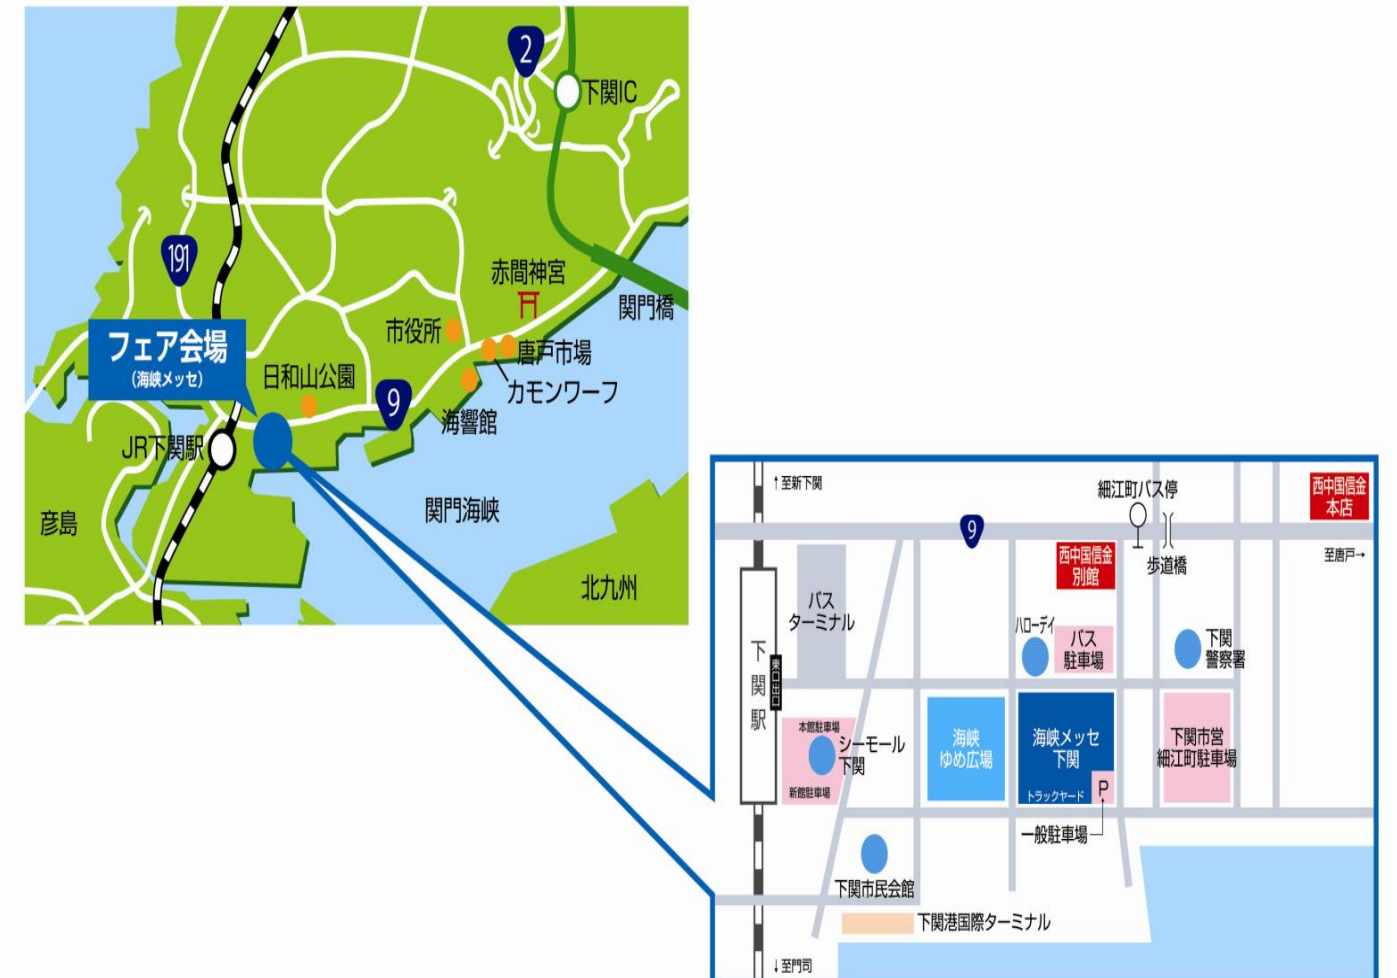 2
下関IC
191
赤間神宮
関門橋
フェア会場
(海峡メッセ)
市役所
唐戸市場
カモンワーフ
日和山公園
9
海響館
JR下関駅
関門海峡
彦島
北九州
↑至新下関
細江町バス停
西中国信金
本店
9
歩道橋
至唐戸→
西中国信金
別館
バス
ターミナル
ハローデイ
バス
駐車場
下関
警察署
下関駅
東口出口
本館駐車場
シーモール
下関
新館駐車場
海峡
ゆめ広場
海峡メッセ
下関
トラックヤード
P
下関市営
細江町駐車場
一般駐車場
下関市民会館
下関港国際ターミナル
↓至門司